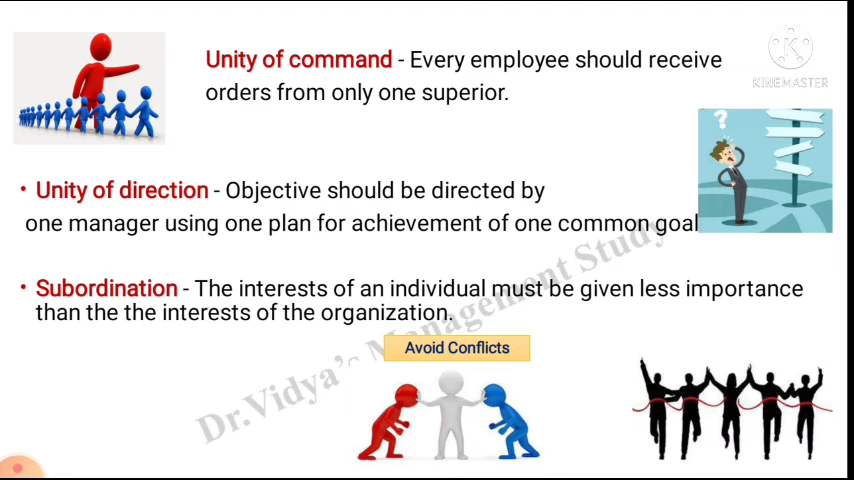 Unity of command - Every employee should receive
orders from only one superior.
KINEMASTER
?
• Unity of direction - Objective should be directed by
one manager using one plan for achievement of one common goal
• Subordination - The interests of an individual must be given less importance
than the the interests of the organization.
Avoid Conflicts
Dr.Vidya's Management Study